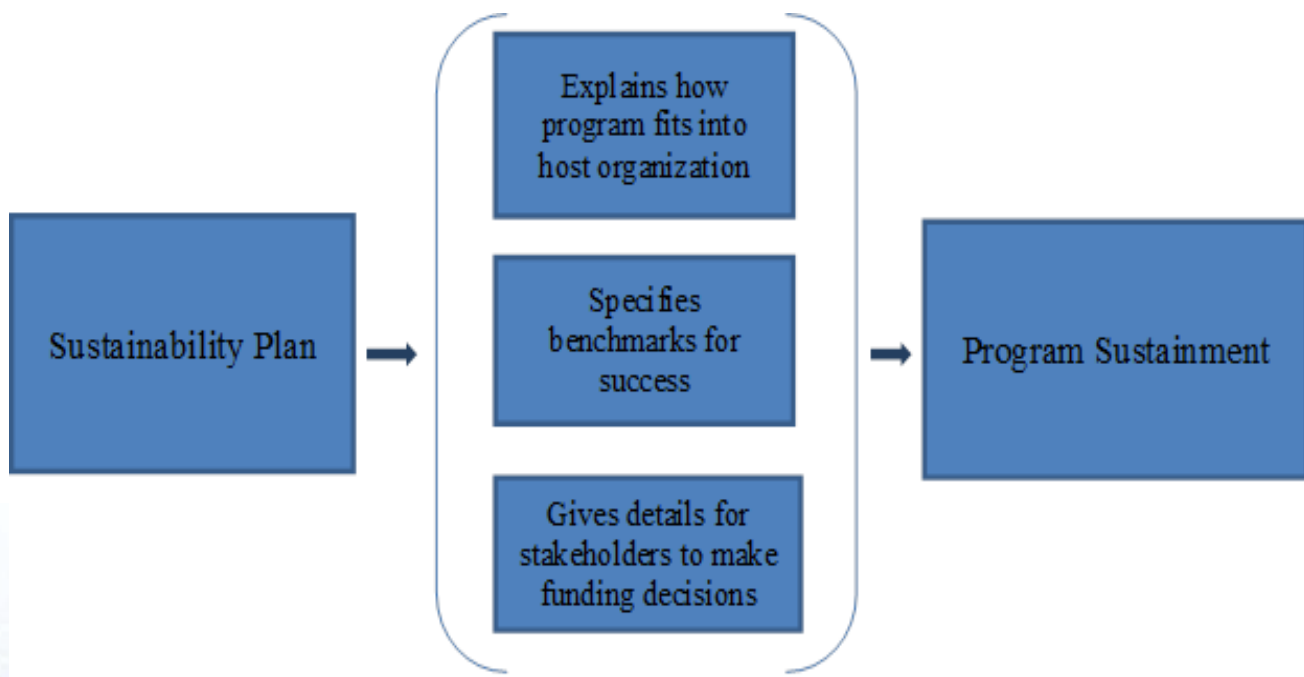 Sustainability Plan
Explains how
program fits into
host organization
Specifies
benchmarks for
success
Gives details for
stakeholders to make
funding decisions
Program Sustainment